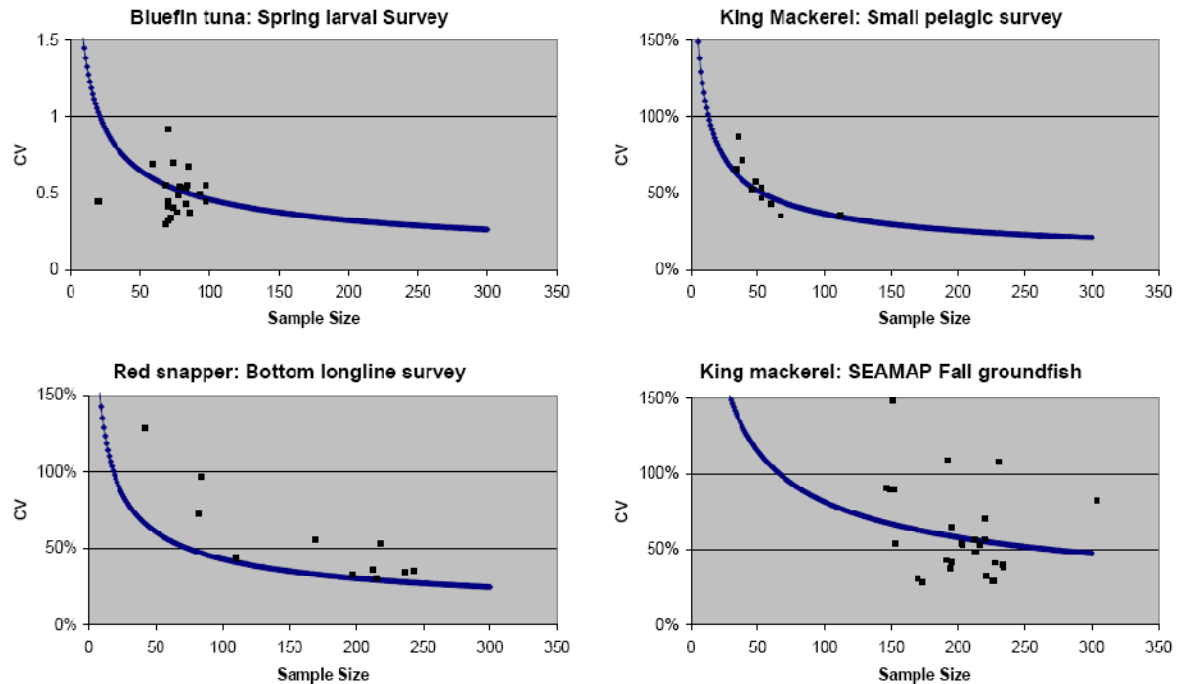 Bluefin tuna: Spring larval Survey
1.5
1
0.5
0
CV
0 50 100 150 200 250 300 350
Sample Size
King Mackerel: Small pelagic survey
150%
100%
50%
0%
CV
0 50 100 150 200 250 300 350
Sample Size
Red snapper: Bottom longline survey
150%
100%
50%
0%
CV
0 50 100 150 200 250 300 350
Sample Size
King mackerel: SEAMAP Fall groundfish
150%
100%
50%
0%
CV
0 50 100 150 200 250 300 350
Sample Size